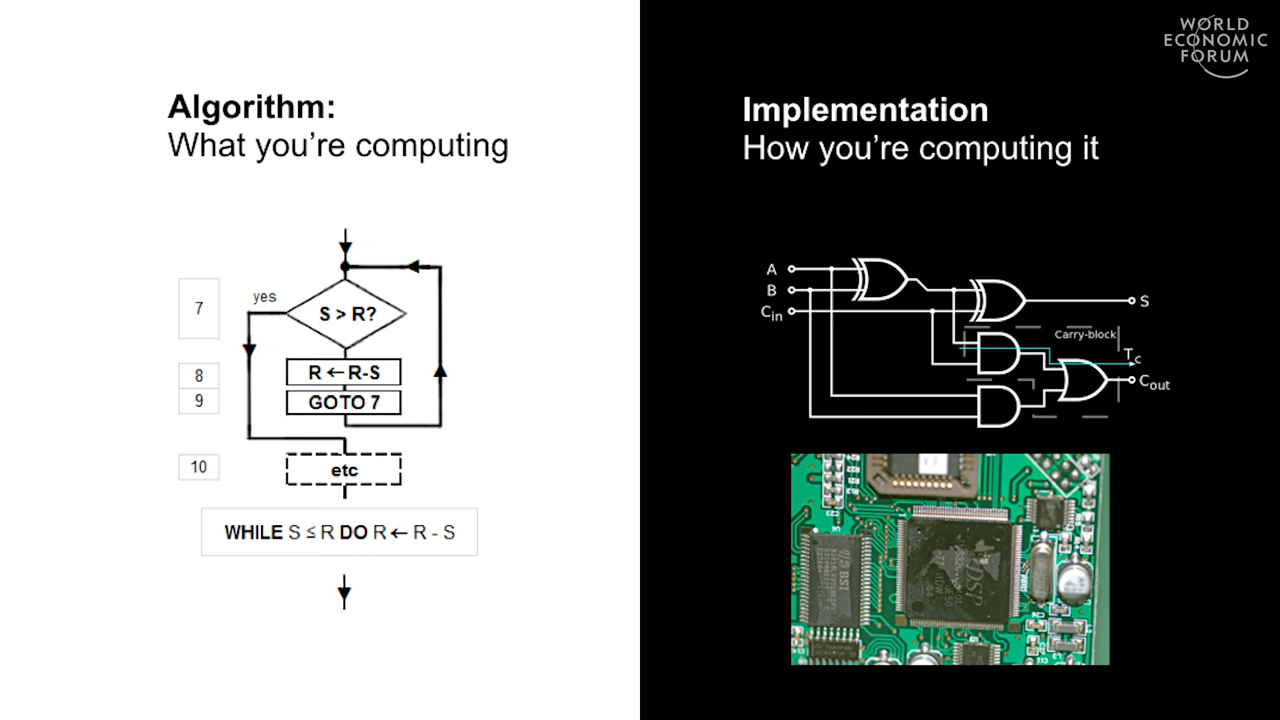 WORLD
ECONOMIC
FORUM
Algorithm:
What you're computing
7
yes
S > R?
8
R ← R-S
9
GOTO 7
10
etc
WHILE S ≤ R DO R ← R - S
Implementation
How you're computing it
A
B
Cin
S
Carry-block
Tc
Cout
BSI
DSP